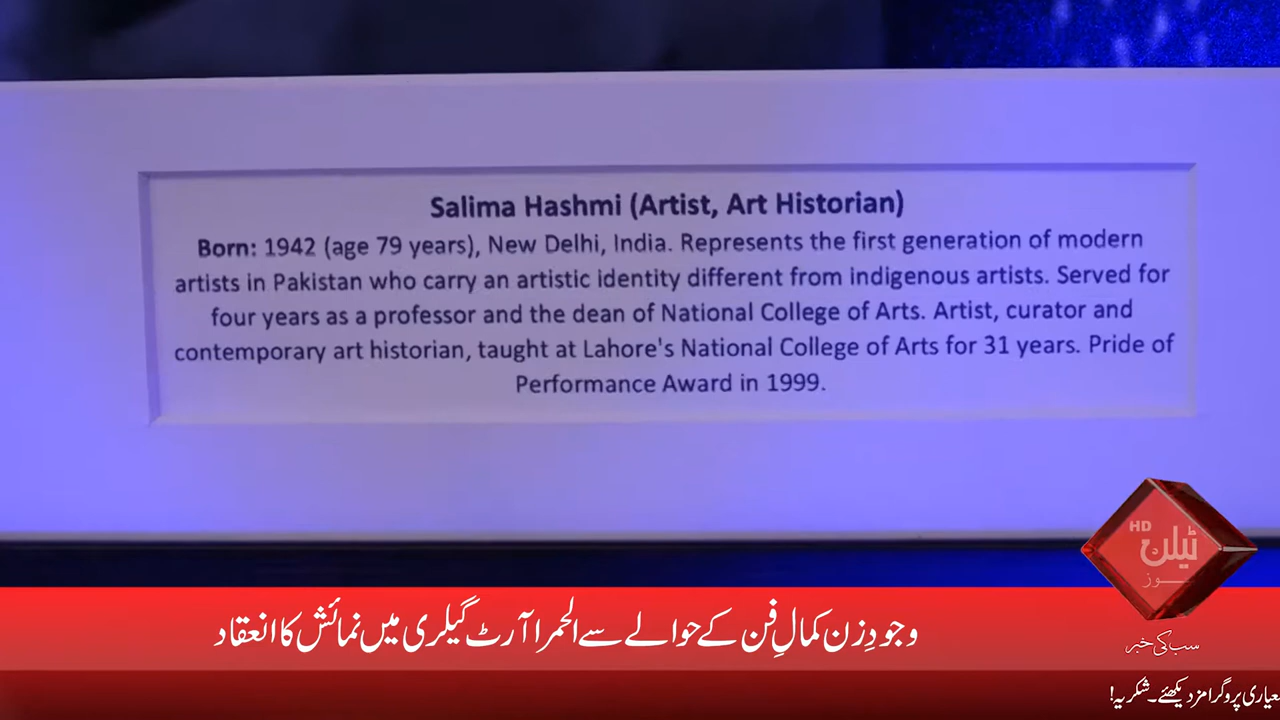 Salima Hashmi (Artist, Art Historian)
Born: 1942 (age 79 years), New Delhi, India. Represents the first generation of modern
artists in Pakistan who carry an artistic identity different from indigenous artists. Served for
four years as a professor and the dean of National College of Arts. Artist, curator and
contemporary art historian, taught at Lahore's National College of Arts for 31 years. Pride of
Performance Award in 1999.
HD
ٹیلن
نیوز
وجودِ زن کمالِ فن کے حوالے سے الحمرا آرٹ گیلری میں نمائش کا انعقاد
سب کی خبر
پروگرامز دیکھئے۔ شکریہ!